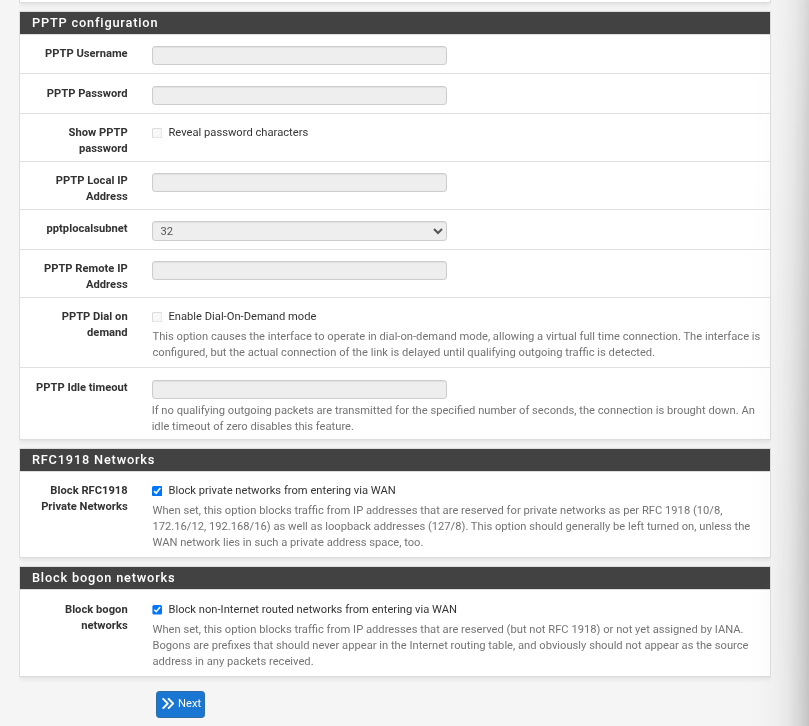 PPTP configuration
PPTP Username
PPTP Password
Show PPTP
password
Reveal password characters
PPTP Local IP
Address
pptplocalsubnet
32
PPTP Remote IP
Address
PPTP Dial on
demand
Enable Dial-On-Demand mode
This option causes the interface to operate in dial-on-demand mode, allowing a virtual full time connection. The interface is
configured, but the actual connection of the link is delayed until qualifying outgoing traffic is detected.
PPTP Idle timeout
If no qualifying outgoing packets are transmitted for the specified number of seconds, the connection is brought down. An
idle timeout of zero disables this feature.
RFC1918 Networks
Block RFC1918
Private Networks
Block private networks from entering via WAN
When set, this option blocks traffic from IP addresses that are reserved for private networks as per RFC 1918 (10/8,
172.16/12, 192.168/16) as well as loopback addresses (127/8). This option should generally be left turned on, unless the
WAN network lies in such a private address space, too.
Block bogon networks
Block bogon
networks
Block non-Internet routed networks from entering via WAN
When set, this option blocks traffic from IP addresses that are reserved (but not RFC 1918) or not yet assigned by IANA.
Bogons are prefixes that should never appear in the Internet routing table, and obviously should not appear as the source
address in any packets received.
Next